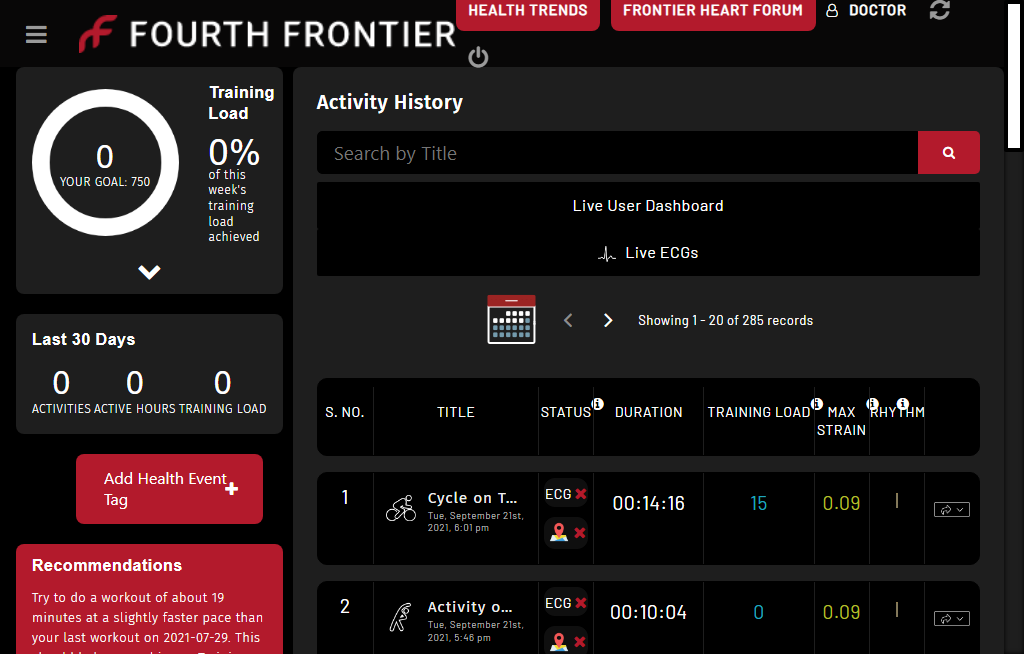 HEALTH TRENDS
FRONTIER HEART FORUM
DOCTOR
FOURTH FRONTIER
Training
Load
0%
of this
week's
training
load
achieved
0
YOUR GOAL: 750
Last 30 Days
0 0 0
ACTIVITIES ACTIVE HOURS TRAINING LOAD
Add Health Event
Tag
Recommendations
Try to do a workout of about 19
minutes at a slightly faster pace than
your last workout on 2021-07-29. This
Activity History
Search by Title
Live User Dashboard
Live ECGs
Showing 1 - 20 of 285 records
S. NO. TITLE STATUS DURATION TRAINING LOAD MAX STRAIN RHYTHM
1 Cycle on T... ECG 00:14:16 15 0.09 I
Tue, September 21st,
2021, 6:01 pm
2 Activity o... ECG 00:10:04 0 0.09 I
Tue, September 21st,
2021, 5:46 pm